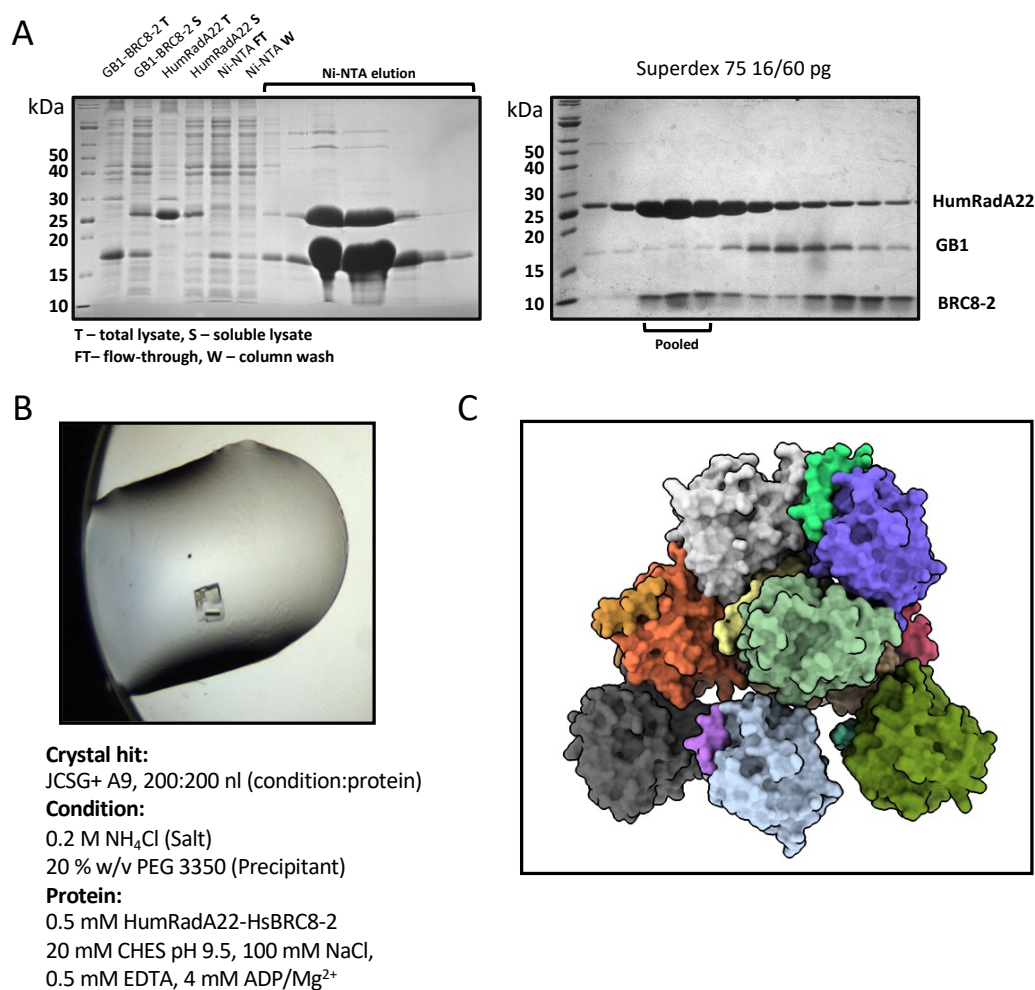 A
GB1-BRC8-2 T
GB1-BRC8-2 S
HumRadA22 T
HumRadA22 S
Ni-NTA FT
Ni-NTA W
Ni-NTA elution
kDa
50
40
30
25
20
15
10
T – total lysate, S – soluble lysate
FT– flow-through, W – column wash
Superdex 75 16/60 pg
kDa
50
40
30
25
20
15
10
HumRadA22
GB1
BRC8-2
Pooled
B
Crystal hit:
JCSG+ A9, 200:200 nl (condition:protein)
Condition:
0.2 M NH₄Cl (Salt)
20 % w/v PEG 3350 (Precipitant)
Protein:
0.5 mM HumRadA22-HsBRC8-2
20 mM CHES pH 9.5, 100 mM NaCl,
0.5 mM EDTA, 4 mM ADP/Mg²⁺
C